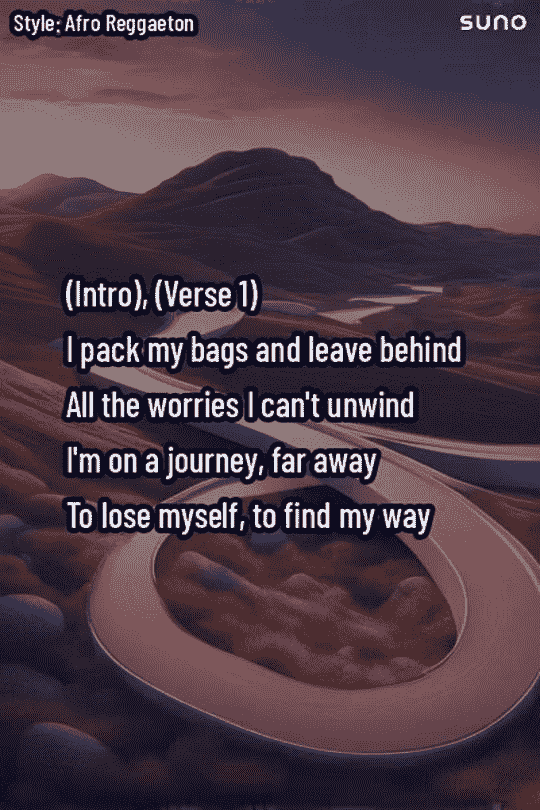 Style: Afro Reggaeton
SUNO
(Intro), (Verse 1)
I pack my bags and leave behind
All the worries I can't unwind
I'm on a journey, far away
To lose myself, to find my way